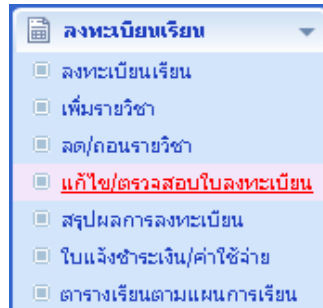 ลงทะเบียนเรียน
ลงทะเบียนเรียน
เพิ่มรายวิชา
ลด/ถอนรายวิชา
แก้ไข/ตรวจสอบใบลงทะเบียน
สรุปผลการลงทะเบียน
ใบแจ้งชำระเงิน/ค่าใช้จ่าย
ตารางเรียนตามแผนการเรียน